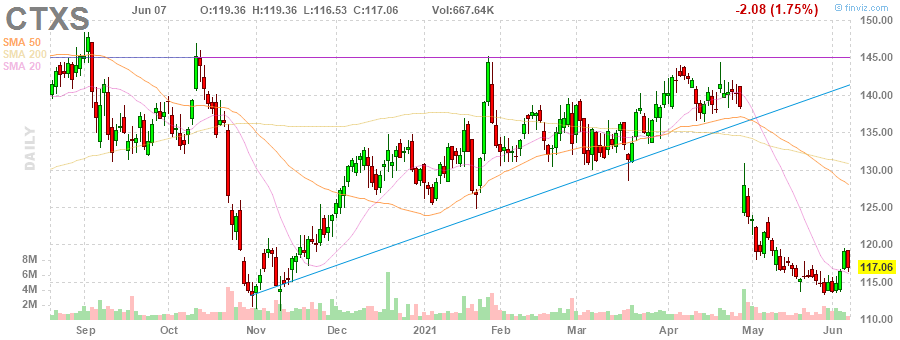 CTXS Jun 07 O:119.36 H:119.36 L:116.53 C:117.06 Vol:667.64K -2.08 (1.75%) @ finviz.com
SMA 50
SMA 200
SMA 20
DAILY
150.00
145.00
140.00
135.00
130.00
125.00
120.00
117.06
115.00
110.00
8M
6M
4M
2M
Sep Oct Nov Dec 2021 Feb Mar Apr May Jun